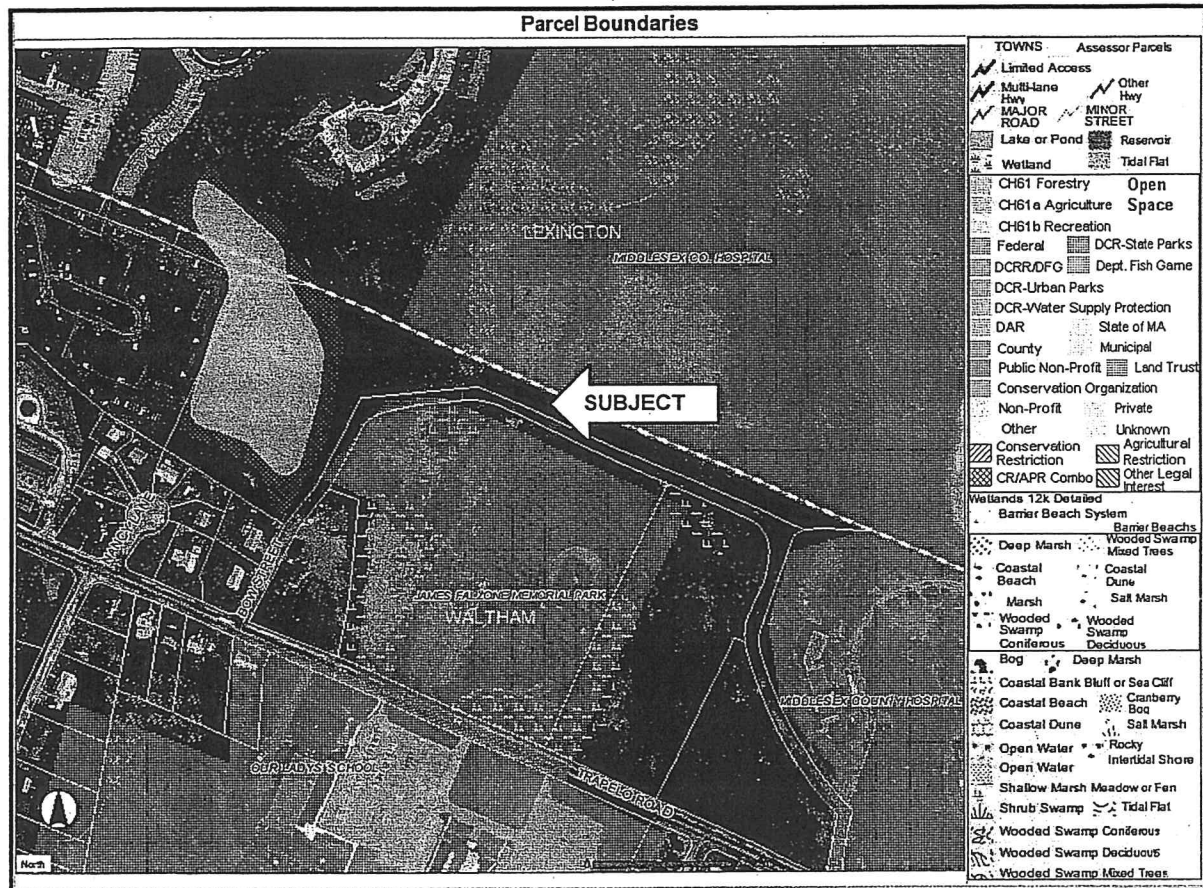 Parcel Boundaries
LEXINGTON
MIDDLESEX CO. HOSPITAL
SUBJECT
JAMES FALZONE MEMORIAL PARK
WALTHAM
MIDDLESEX COUNTY HOSPITAL
OUR LADY'S SCHOOL
TRAPELO ROAD
North
TOWNS Assessor Parcels
Limited Access
Multi-lane Hwy
Other Hwy
MAJOR ROAD
MINOR STREET
Lake or Pond Reservoir
Wetland Tidal Flat
CH61 Forestry Open
CH61a Agriculture Space
CH61b Recreation
Federal DCR-State Parks
DCRR/DFG Dept. Fish Game
DCR-Urban Parks
DCR-Water Supply Protection
DAR State of MA
County Municipal
Public Non-Profit Land Trust
Conservation Organization
Non-Profit Private
Other Unknown
Conservation Restriction
Agricultural Restriction
CR/APR Combo Other Legal Interest
Wetlands 12k Detailed
Barrier Beach System
Barrier Beachs
Deep Marsh Wooded Swamp Mixed Trees
Coastal Beach
Coastal Dune
Marsh Salt Marsh
Wooded Swamp Coniferous
Wooded Swamp Deciduous
Bog Deep Marsh
Coastal Bank Bluff or Sea Cliff
Coastal Beach Cranberry Bog
Coastal Dune Salt Marsh
Open Water Rocky Intertidal Shore
Open Water
Shallow Marsh Meadow or Fen
Shrub Swamp Tidal Flat
Wooded Swamp Coniferous
Wooded Swamp Deciduous
Wooded Swamp Mixed Trees